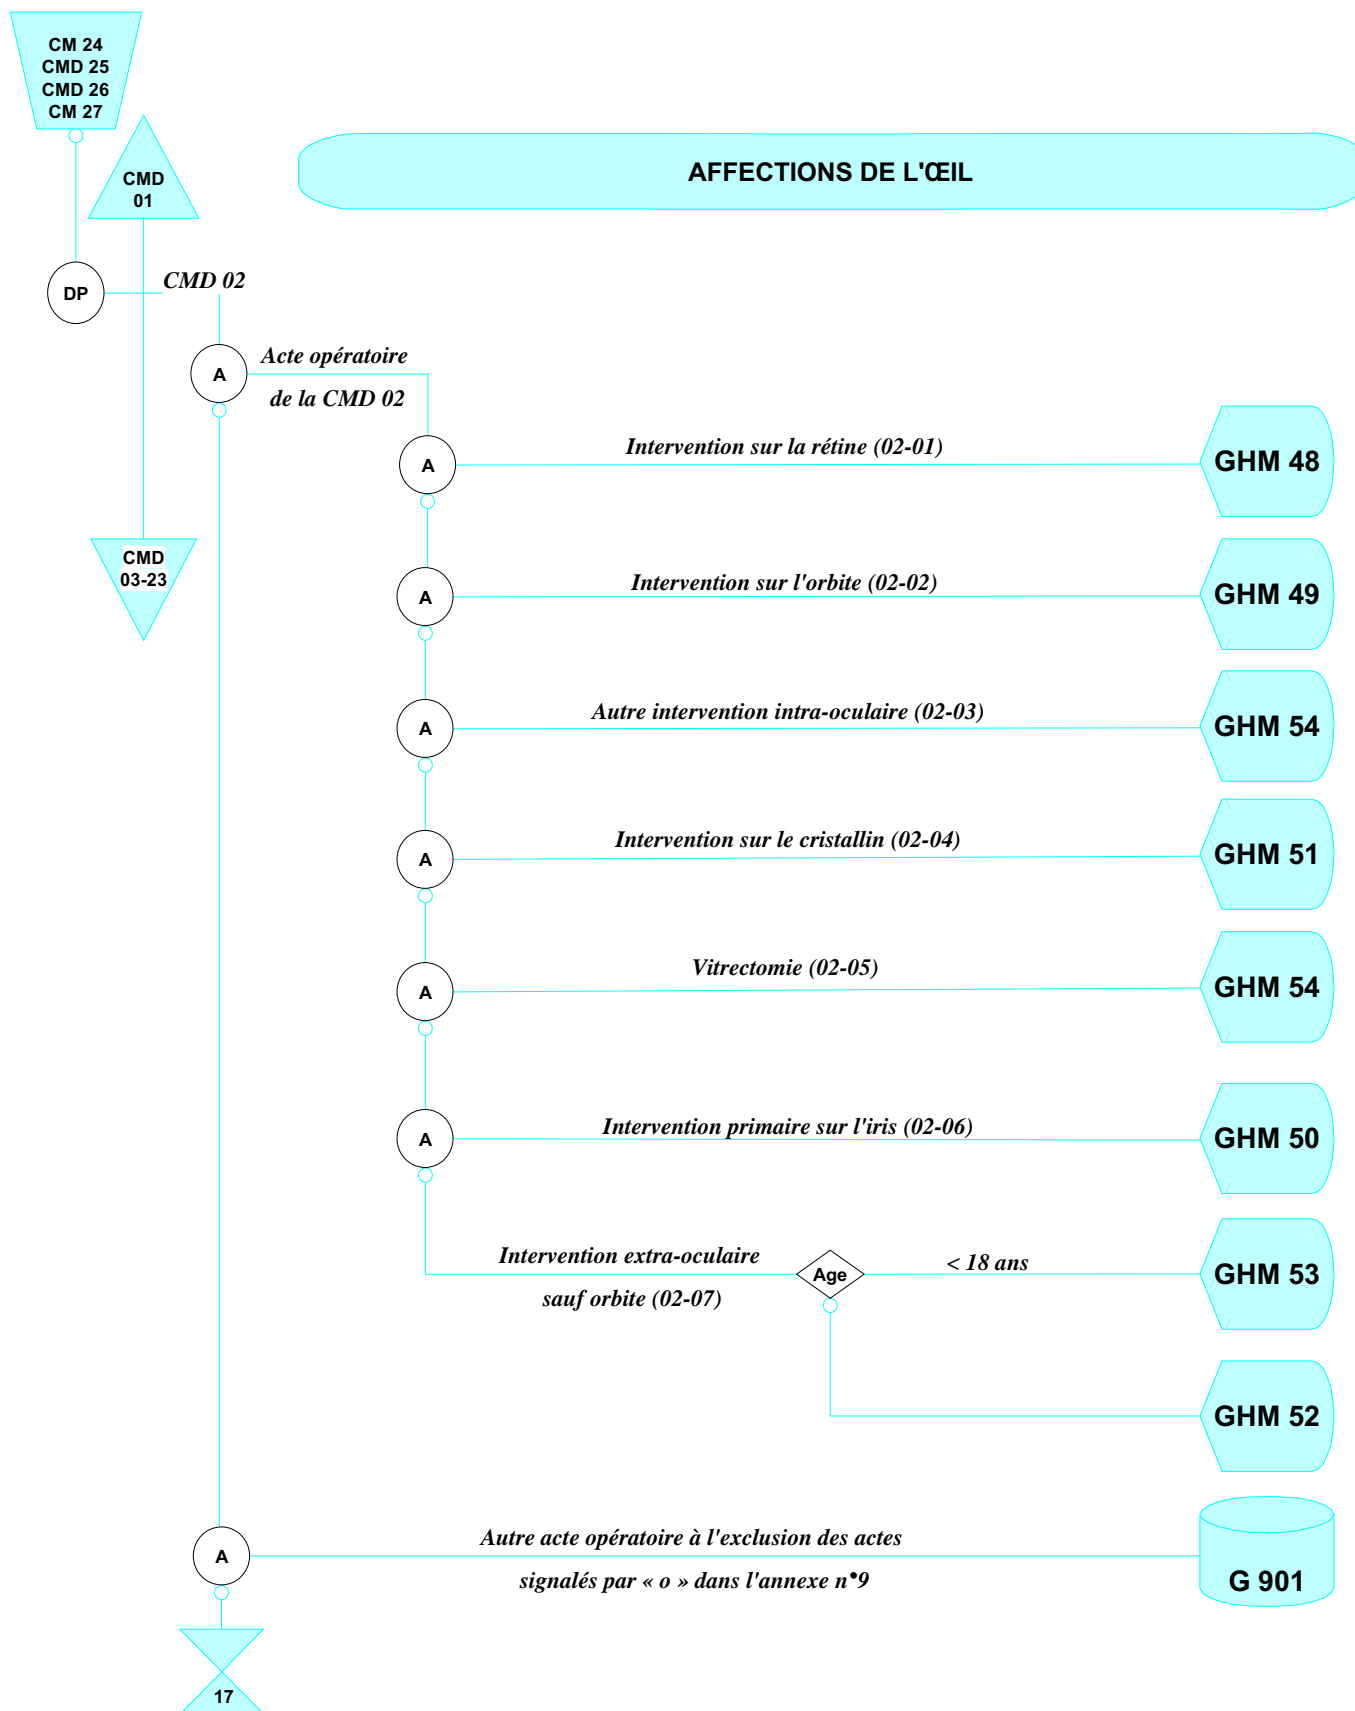 CM 24
CMD 25
CMD 26
CM 27
CMD
01
AFFECTIONS DE L'ŒIL
DP
CMD 02
A
Acte opératoire
de la CMD 02
A
Intervention sur la rétine (02-01)
GHM 48
CMD
03-23
A
Intervention sur l'orbite (02-02)
GHM 49
A
Autre intervention intra-oculaire (02-03)
GHM 54
A
Intervention sur le cristallin (02-04)
GHM 51
A
Vitrectomie (02-05)
GHM 54
A
Intervention primaire sur l'iris (02-06)
GHM 50
Intervention extra-oculaire
sauf orbite (02-07)
Age
< 18 ans
GHM 53
GHM 52
A
Autre acte opératoire à l'exclusion des actes
signalés par « o » dans l'annexe n°9
G 901
17